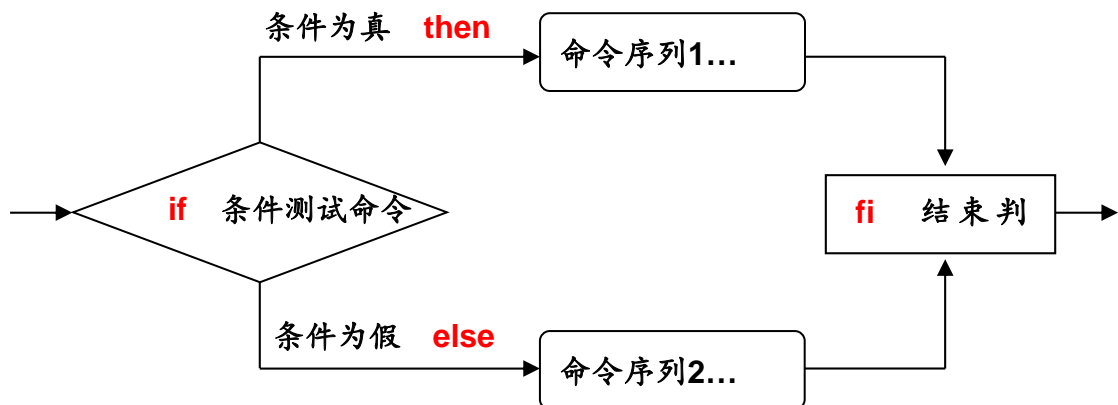 条件为真 then
命令序列1…
if 条件测试命令
fi 结束判
条件为假 else
命令序列2…